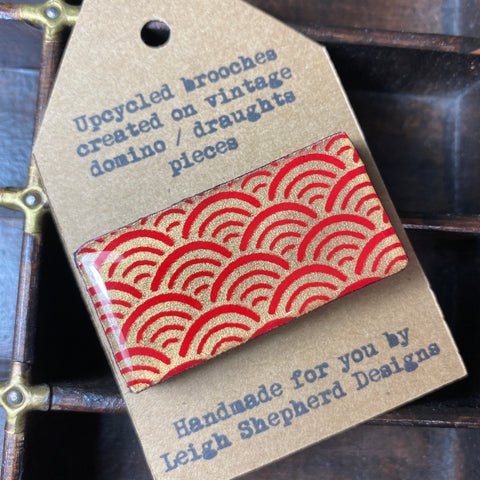 Upcycled brooches
created on vintage
domino / draughts
pieces
Handmade for you by
Leigh Shepherd Designs